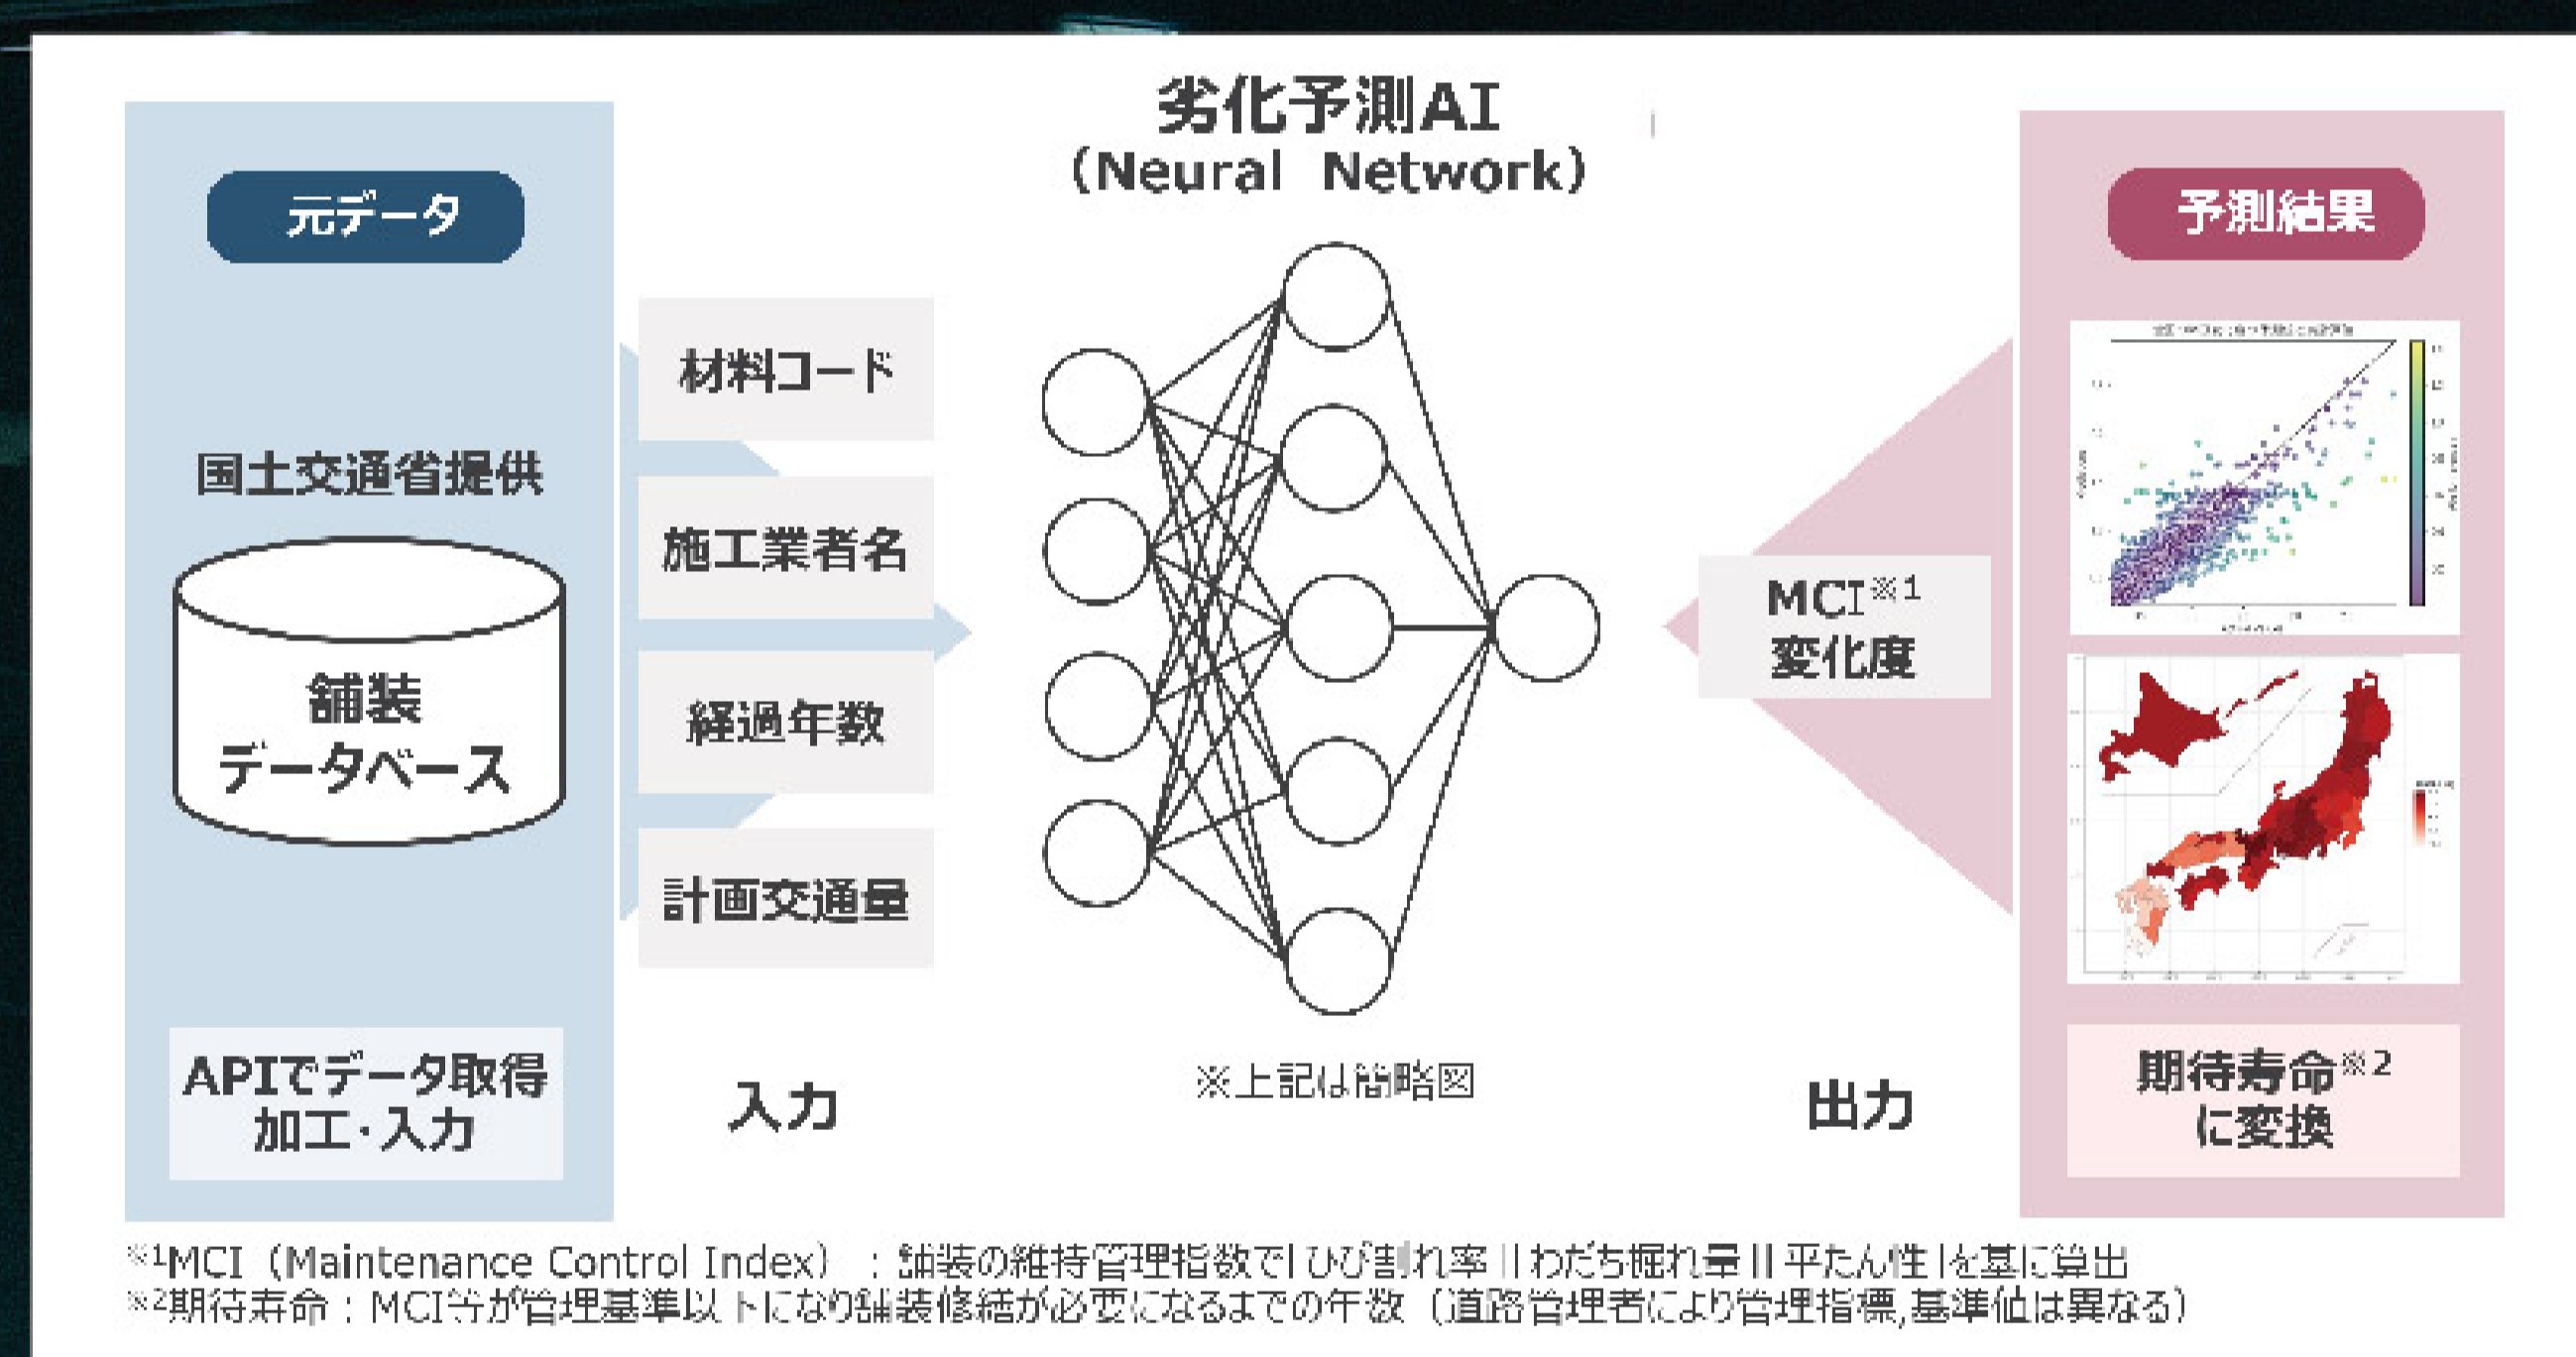 劣化予測AI
（Neural Network）
元データ
国土交通省提供
舗装
データベース
APIでデータ取得
加工・入力
材料コード
施工業者名
経過年数
計画交通量
入力
※上記は簡略図
MCI※1
変化度
出力
予測結果
期待寿命※2
に変換
※1MCI（Maintenance Control Index）：舗装の維持管理指数で「ひび割れ率」「わだち掘れ量」「平たん性」を基に算出
※2期待寿命：MCI等が管理基準以下になり舗装修繕が必要になるまでの年数（道路管理者により管理指標,基準値は異なる）